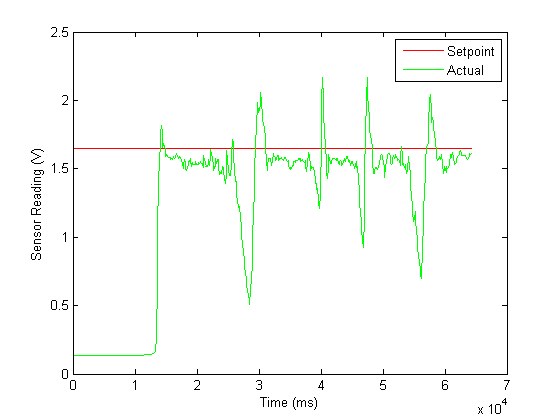 2.5
Setpoint
Actual
2
1.5
1
0.5
0
Sensor Reading (V)
0 1 2 3 4 5 6 7
Time (ms)
x 10^4